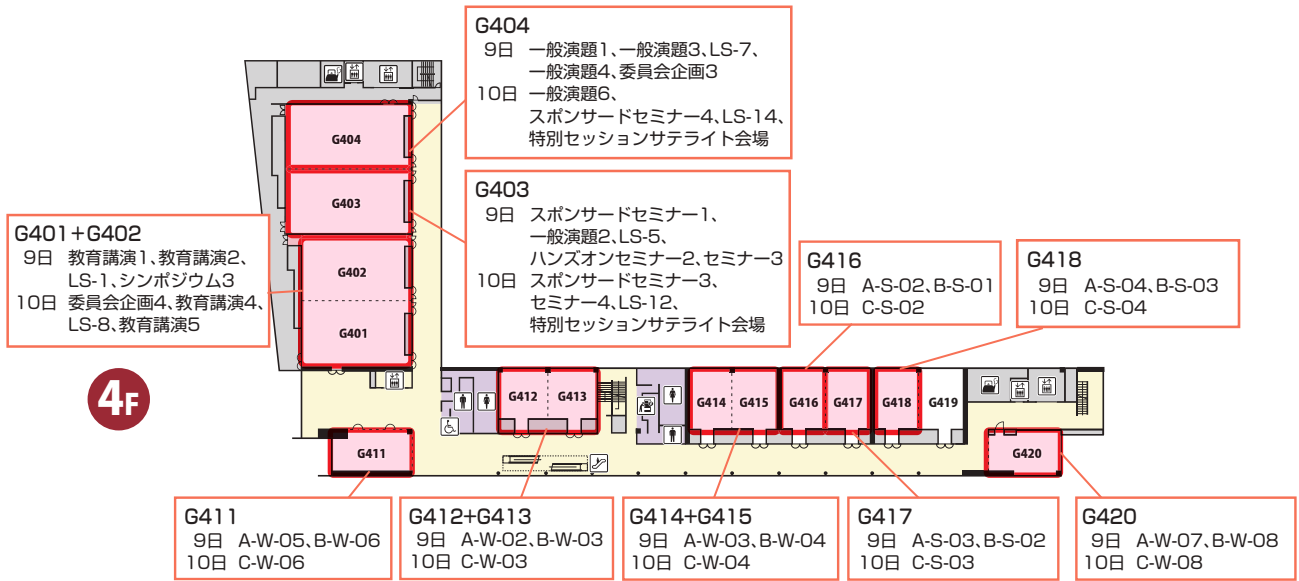 G404
9日 一般演題1、一般演題3、LS-7、
一般演題4、委員会企画3
10日 一般演題6、
スポンサードセミナー4、LS-14、
特別セッションサテライト会場
G403
9日 スポンサードセミナー1、
一般演題2、LS-5、
ハンズオンセミナー2、セミナー3
10日 スポンサードセミナー3、
セミナー4、LS-12、
特別セッションサテライト会場
G401+G402
9日 教育講演1、教育講演2、
LS-1、シンポジウム3
10日 委員会企画4、教育講演4、
LS-8、教育講演5
G416
9日 A-S-02、B-S-01
10日 C-S-02
G418
9日 A-S-04、B-S-03
10日 C-S-04
G404
G403
G402
G401
4F
G412
G413
G414
G415
G416
G417
G418
G419
G411
G420
G411
9日 A-W-05、B-W-06
10日 C-W-06
G412+G413
9日 A-W-02、B-W-03
10日 C-W-03
G414+G415
9日 A-W-03、B-W-04
10日 C-W-04
G417
9日 A-S-03、B-S-02
10日 C-S-03
G420
9日 A-W-07、B-W-08
10日 C-W-08